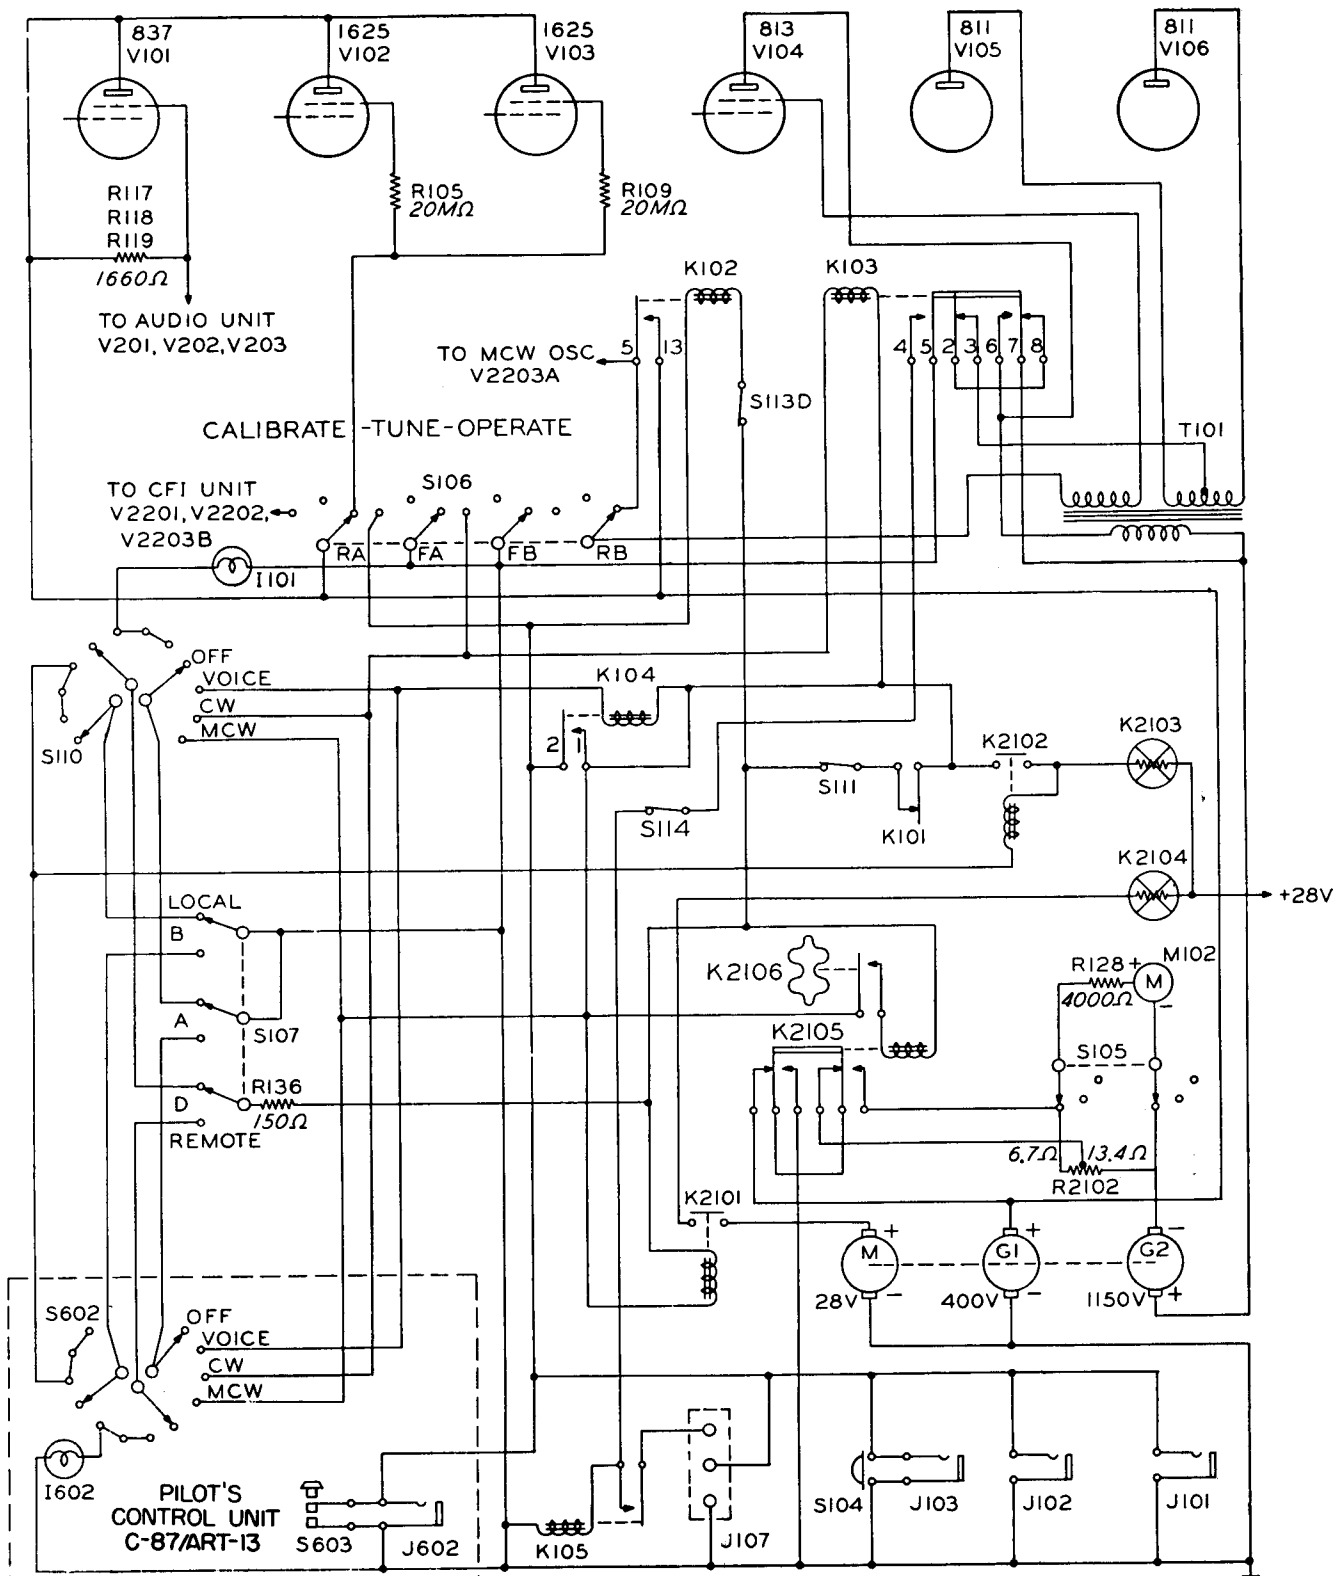 837
V101
1625
V102
1625
V103
813
V104
811
V105
811
V106
R117
R118
R119
1660Ω
R105
20MΩ
R109
20MΩ
TO AUDIO UNIT
V201, V202, V203
K102
K103
5
13
4
5
2
3
6
7
8
TO MCW OSC
V2203A
S113D
CALIBRATE -TUNE-OPERATE
T101
S106
TO CFI UNIT
V2201, V2202,
V2203B
RA
FA
FB
RB
I101
OFF
VOICE
CW
MCW
S110
K104
2
1
K2102
K2103
S111
K101
S114
K2104
+28V
LOCAL
B
A
S107
D
REMOTE
R136
150Ω
K2106
K2105
R128
4000Ω
+
M102
M
-
S105
6.7Ω
13.4Ω
R2102
K2101
+
M
-
28V
+
G1
-
400V
-
G2
+
1150V
S602
OFF
VOICE
CW
MCW
I602
PILOT'S
CONTROL UNIT
C-87/ART-13
S603
J602
K105
J107
S104
J103
J102
J101